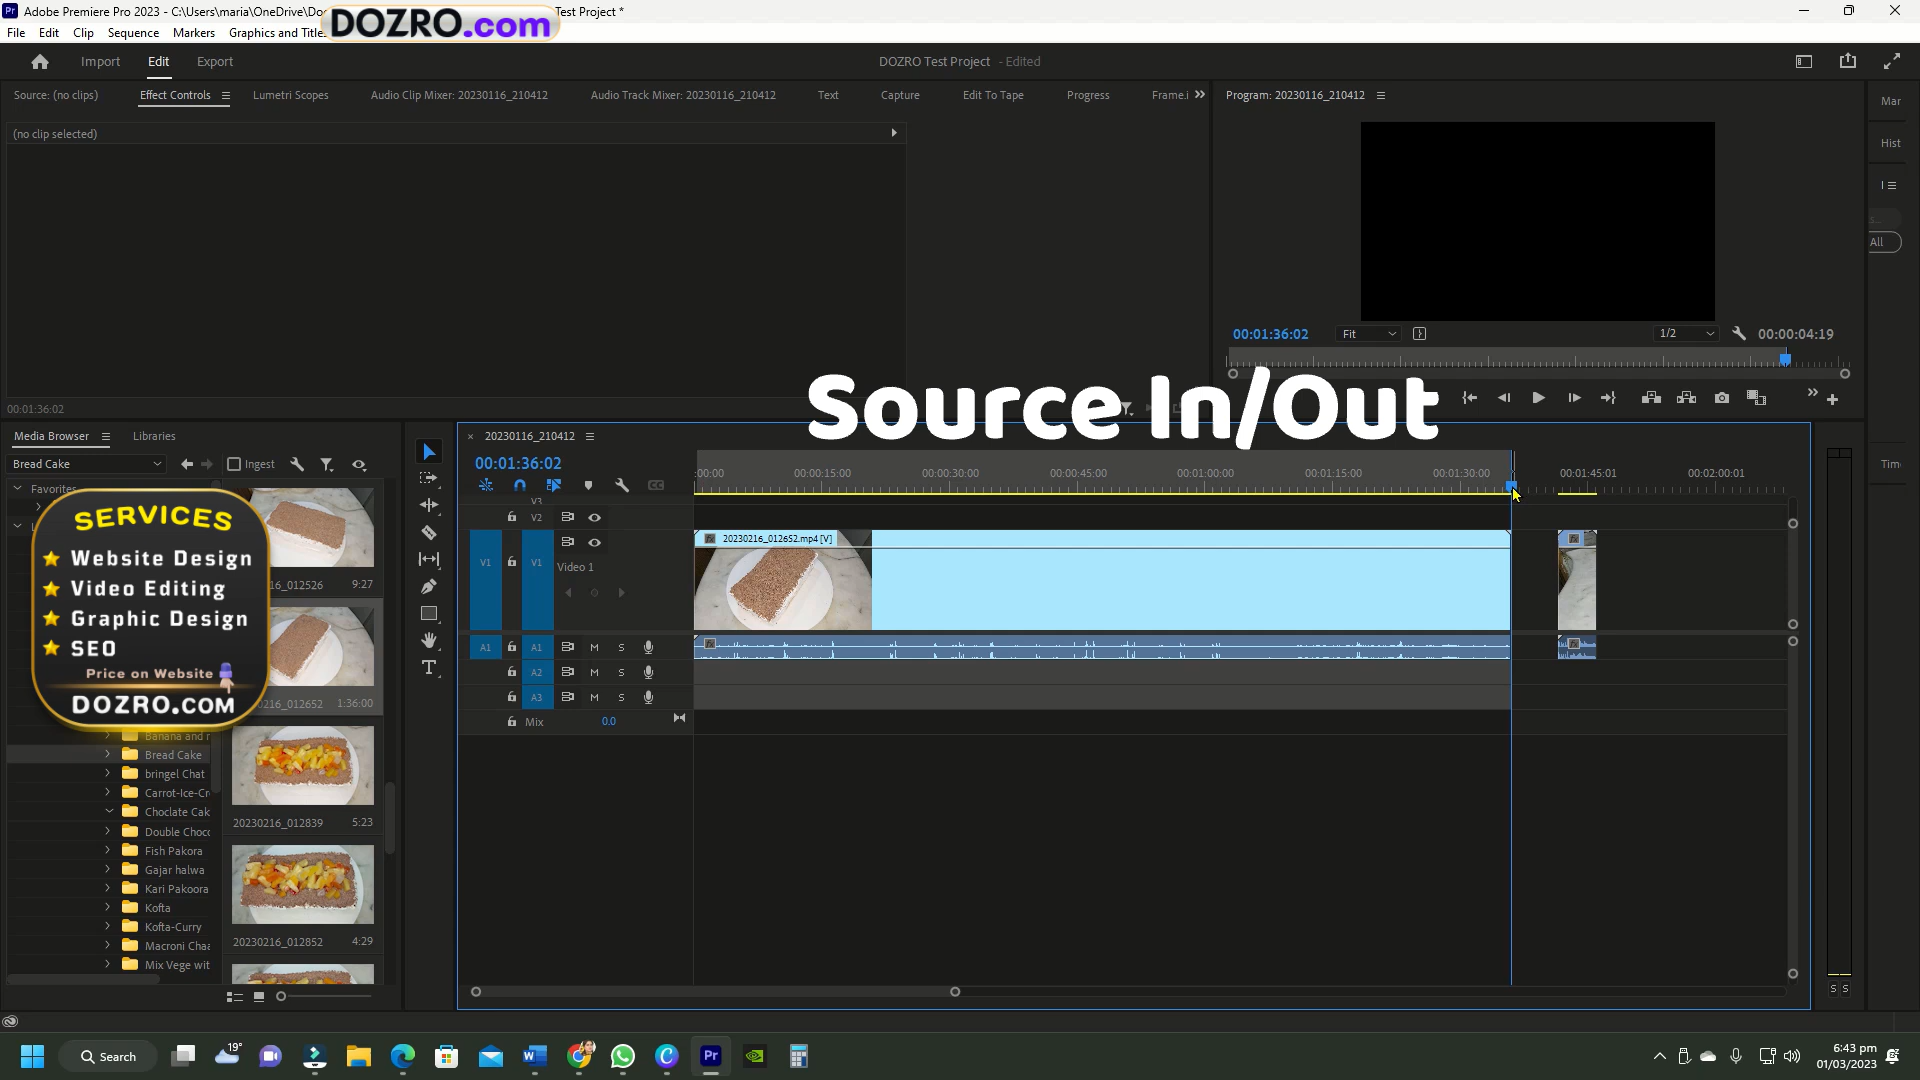 Adobe Premiere Pro 2023 - C:\Users\maria\OneDrive\Do
Test Project *
DOZRO.com
File Edit Clip Sequence Markers Graphics and Title
Import Edit Export
DOZRO Test Project - Edited
Source: (no clips) Effect Controls Lumetri Scopes Audio Clip Mixer: 20230116_210412 Audio Track Mixer: 20230116_210412 Text Capture Edit To Tape Progress Frame.i
Program: 20230116_210412
Mar
(no clip selected)
Hist
All
00:01:36:02 Fit 1/2 00:00:04:19
Source In/Out
00:01:36:02
Media Browser Libraries
20230116_210412
Bread Cake Ingest
00:01:36:02
:00:00 00:00:15:00 00:00:30:00 00:00:45:00 00:01:00:00 00:01:15:00 00:01:30:00 00:01:45:01 00:02:00:01
Tim
Favorites
SERVICES
Website Design
Video Editing
Graphic Design
SEO
Price on Website
DOZRO.COM
16_012526 9:27
16_012652 1:36:00
20230216_012839 5:23
20230216_012852 4:29
Banana and r
Bread Cake
bringel Chat
Carrot-Ice-Cr
Choclate Cak
Double Choco
Fish Pakora
Gajar halwa
Kari Pakoora
Kofta
Kofta-Curry
Macroni Chaa
Mix Vege wit
V3
V2
V1 V1 Video 1
20230216_012652.mp4 [V]
fx
A1 A1 M S
A2 M S
A3 M S
Mix 0.0
S S
Search
19°
Pr
6:43 pm
01/03/2023